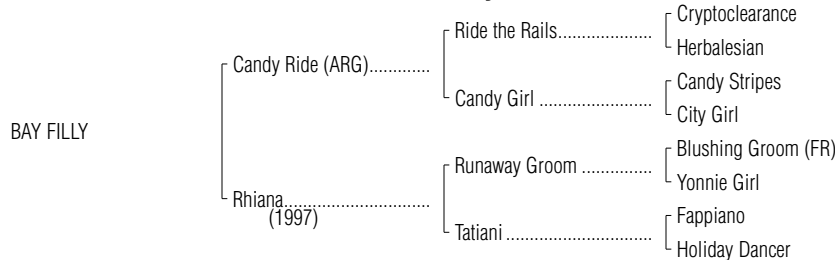 Cryptoclearance
Ride the Rails....................
Herbalesian
Candy Ride (ARG).............
Candy Stripes
Candy Girl ........................
City Girl
BAY FILLY
Blushing Groom (FR)
Runaway Groom ...............
Yonnie Girl
Rhiana................................
(1997)
Fappiano
Tatiani ...............................
Holiday Dancer